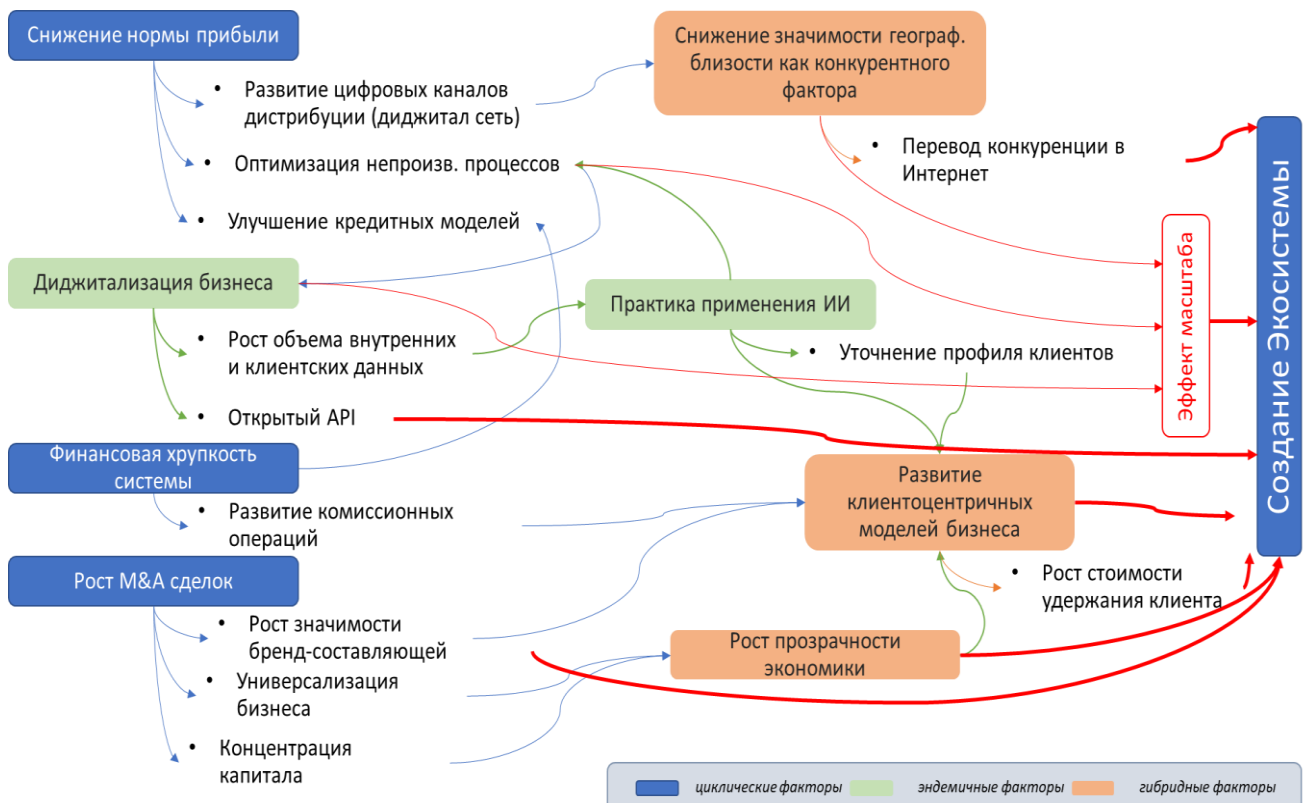 Снижение нормы прибыли
• Развитие цифровых каналов
дистрибуции (диджитал сеть)
• Оптимизация непроизв. процессов
• Улучшение кредитных моделей
Снижение значимости географ.
близости как конкурентного
фактора
• Перевод конкуренции в
Интернет
Диджитализация бизнеса
• Рост объема внутренних
и клиентских данных
• Открытый API
Практика применения ИИ
• Уточнение профиля клиентов
Эффект масштаба
Создание Экосистемы
Финансовая хрупкость
системы
• Развитие комиссионных
операций
Развитие
клиентоцентричных
моделей бизнеса
• Рост стоимости
удержания клиента
Рост M&A сделок
• Рост значимости
бренд-составляющей
• Универсализация
бизнеса
• Концентрация
капитала
Рост прозрачности
экономики
циклические факторы
эндемичные факторы
гибридные факторы